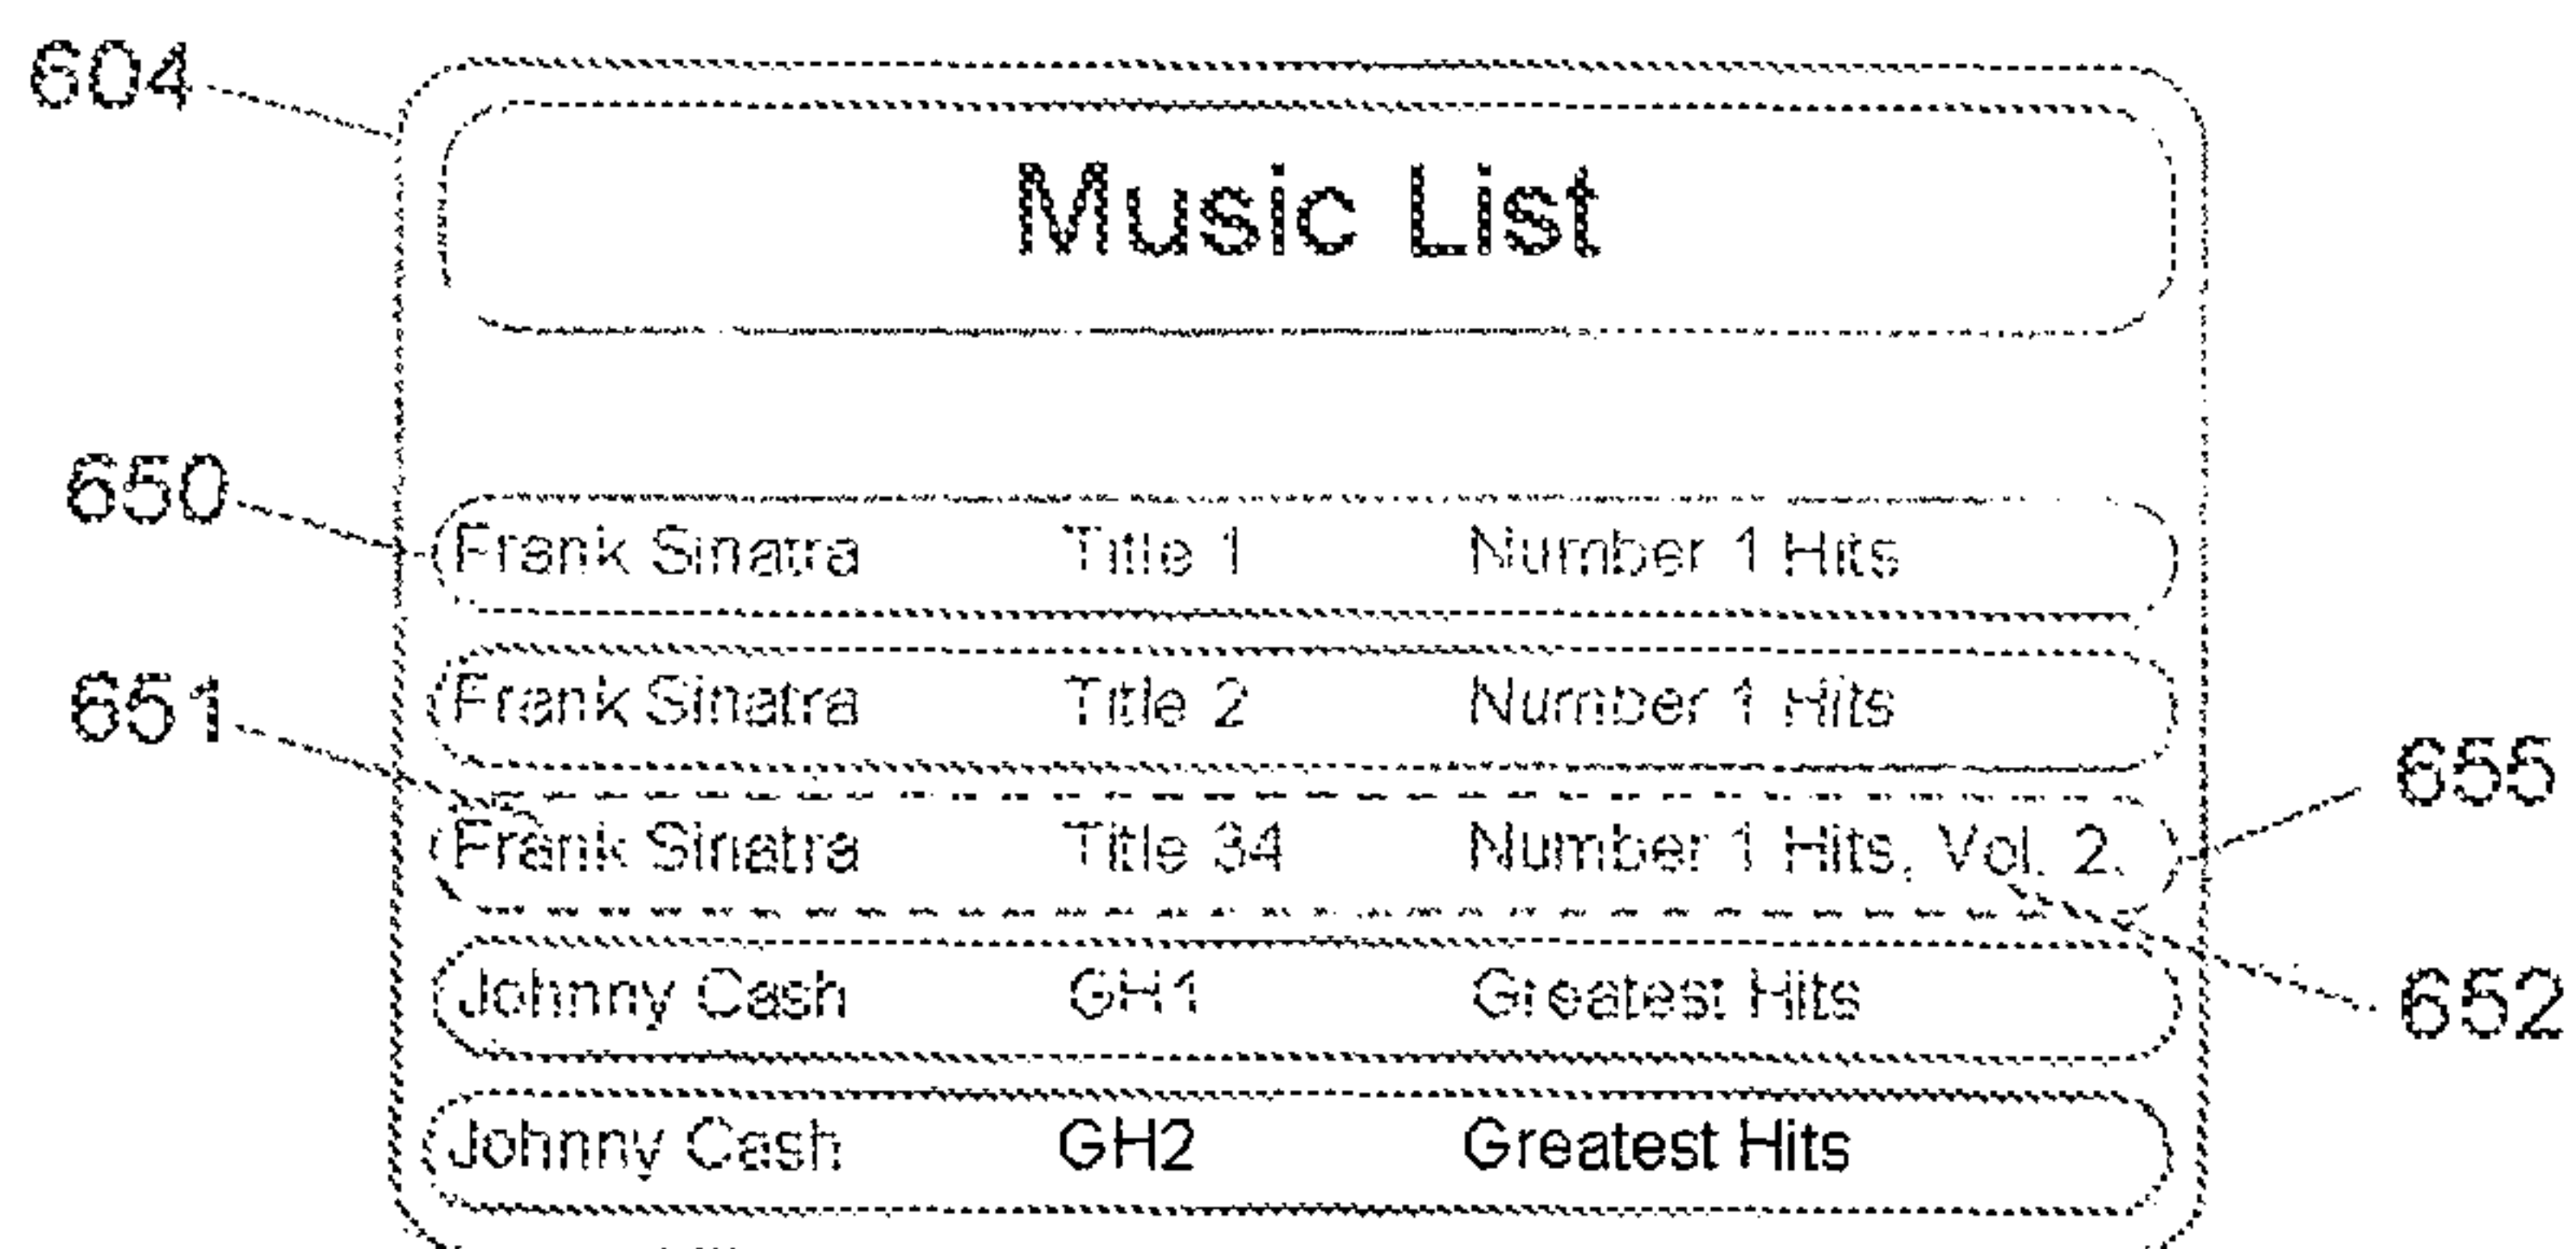 604
Music List
650
Frank Sinatra Title 1 Number 1 Hits
Frank Sinatra Title 2 Number 1 Hits
651
655
Frank Sinatra Title 34 Number 1 Hits, Vol. 2.
Johnny Cash GH1 Greatest Hits
652
Johnny Cash GH2 Greatest Hits